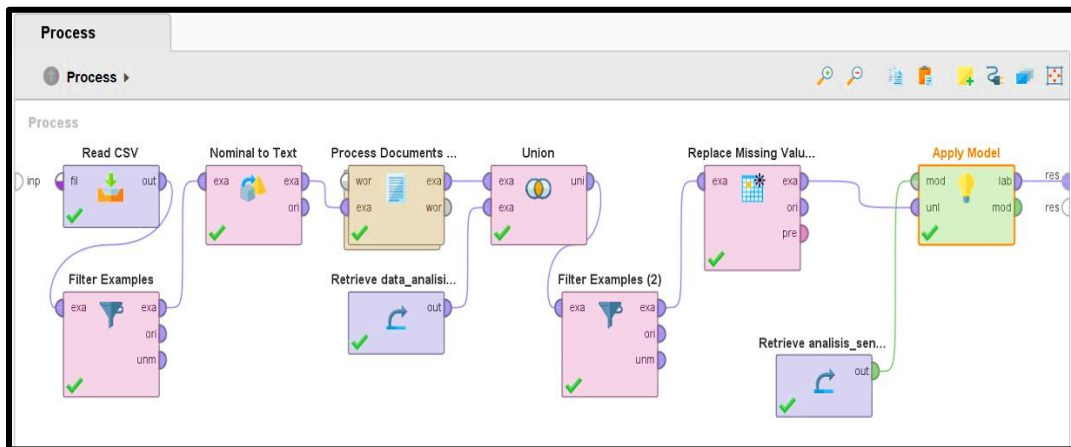 Process
Process
Process
Read CSV
inp
fil
out
Nominal to Text
exa
exa
ori
Process Documents ...
wor
exa
exa
wor
Union
exa
uni
exa
Replace Missing Valu...
exa
exa
ori
pre
Apply Model
mod
lab
unl
mod
res
res
Filter Examples
exa
exa
ori
unm
Retrieve data_analisi...
out
Filter Examples (2)
exa
exa
ori
unm
Retrieve analisis_sen...
out